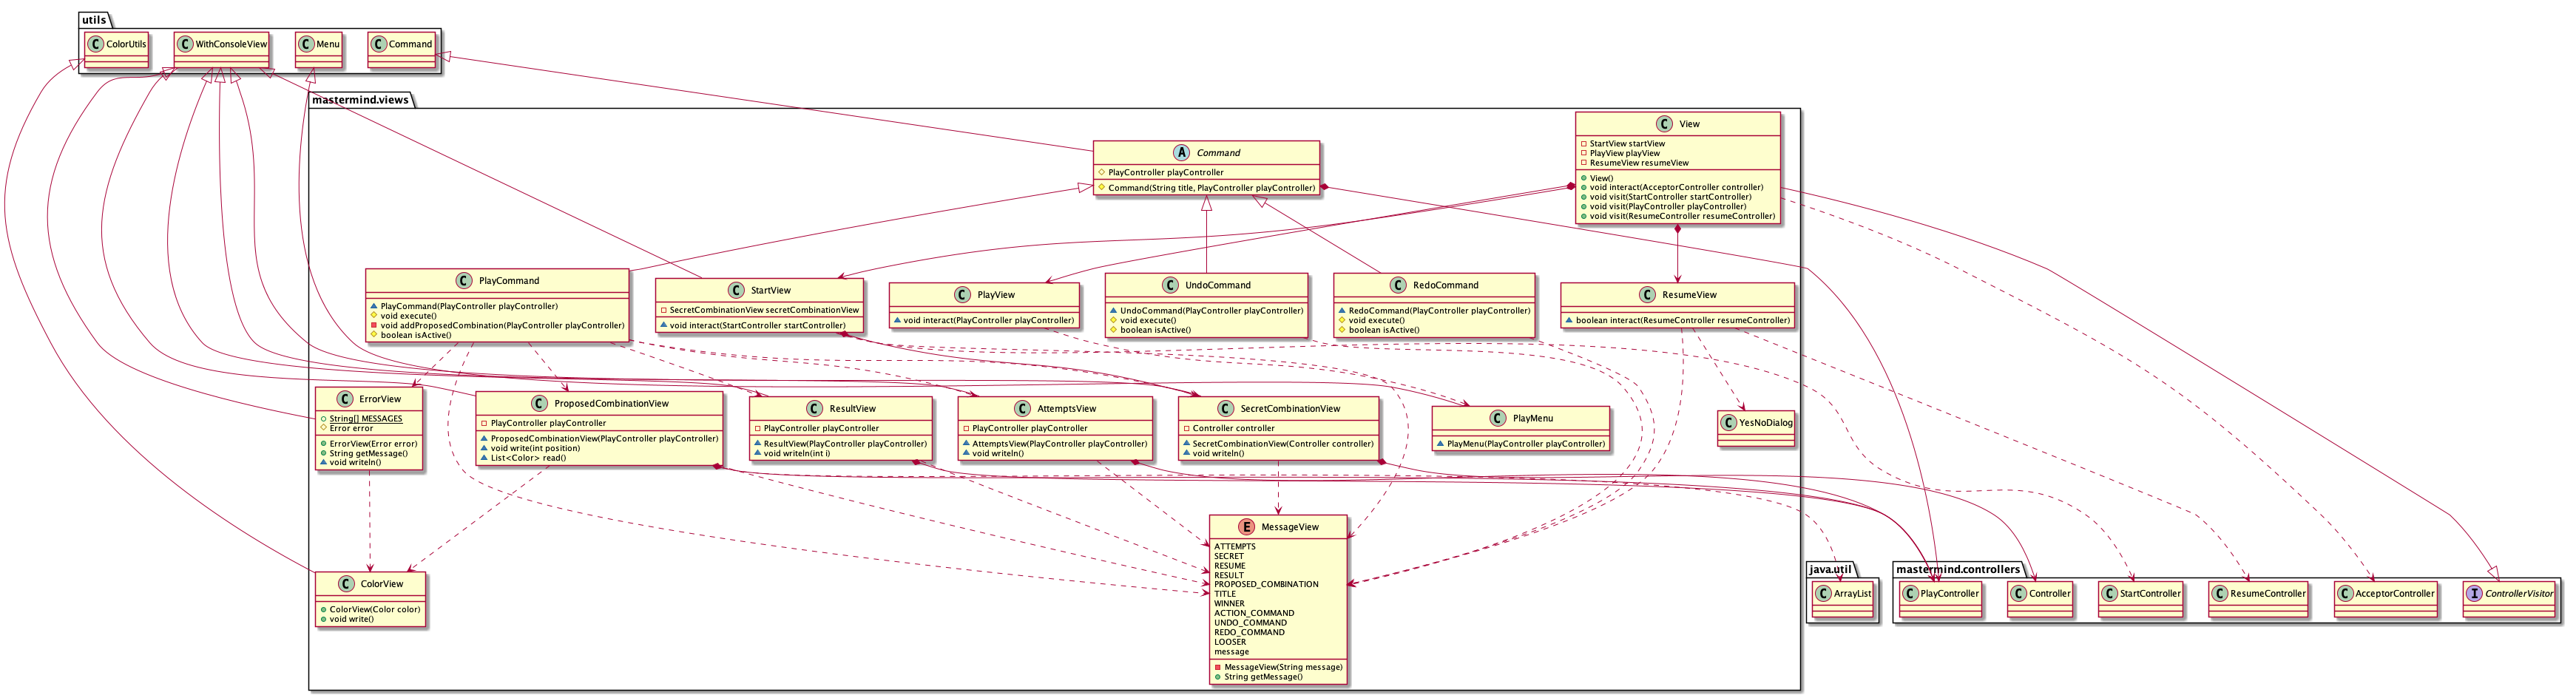 utils
C ColorUtils
C WithConsoleView
C Menu
C Command
mastermind.views
C View
StartView startView
PlayView playView
ResumeView resumeView
View()
void interact(AcceptorController controller)
void visit(StartController startController)
void visit(PlayController playController)
void visit(ResumeController resumeController)
A Command
PlayController playController
Command(String title, PlayController playController)
C PlayCommand
PlayCommand(PlayController playController)
void execute()
void addProposedCombination(PlayController playController)
boolean isActive()
C StartView
SecretCombinationView secretCombinationView
void interact(StartController startController)
C PlayView
void interact(PlayController playController)
C UndoCommand
UndoCommand(PlayController playController)
void execute()
boolean isActive()
C RedoCommand
RedoCommand(PlayController playController)
void execute()
boolean isActive()
C ResumeView
boolean interact(ResumeController resumeController)
C ErrorView
String[] MESSAGES
Error error
ErrorView(Error error)
String getMessage()
void writeln()
C ProposedCombinationView
PlayController playController
ProposedCombinationView(PlayController playController)
void write(int position)
List<Color> read()
C ResultView
PlayController playController
ResultView(PlayController playController)
void writeln(int i)
C AttemptsView
PlayController playController
AttemptsView(PlayController playController)
void writeln()
C SecretCombinationView
Controller controller
SecretCombinationView(Controller controller)
void writeln()
C PlayMenu
PlayMenu(PlayController playController)
C YesNoDialog
E MessageView
ATTEMPTS
SECRET
RESUME
RESULT
PROPOSED_COMBINATION
TITLE
WINNER
ACTION_COMMAND
UNDO_COMMAND
REDO_COMMAND
LOOSER
message
MessageView(String message)
String getMessage()
C ColorView
ColorView(Color color)
void write()
java.util
C ArrayList
mastermind.controllers
C PlayController
C Controller
C StartController
C ResumeController
C AcceptorController
I ControllerVisitor